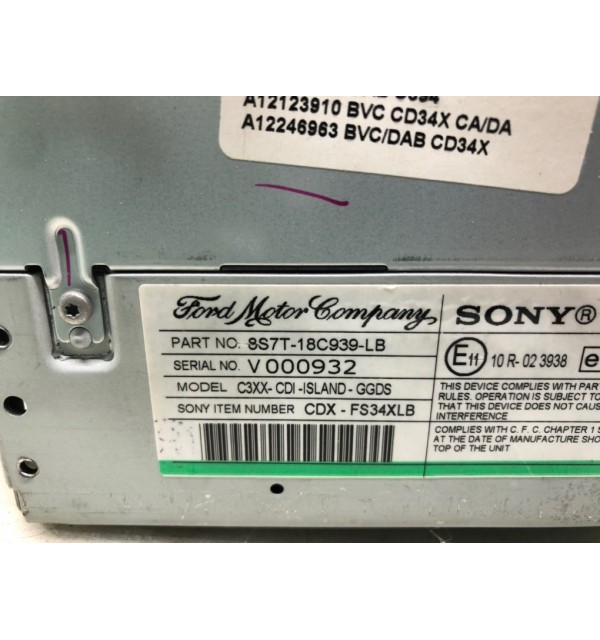 A12123910 BVC CD34X CA/DA
A12246963 BVC/DAB CD34X
Ford Motor Company
PART NO. 8S7T-18C939-LB
SERIAL NO. V000932
MODEL C3XX-CDI-ISLAND-GGDS
SONY ITEM NUMBER CDX - FS34XLB
SONY®
E11 10 R- 02 3938 e
THIS DEVICE COMPLIES WITH PAR
RULES. OPERATION IS SUBJECT TO
THAT THIS DEVICE DOES NOT CAUS
INTERFERENCE
COMPLIES WITH C. F. C. CHAPTER 1 S
AT THE DATE OF MANUFACTURE SHO
TOP OF THE UNIT